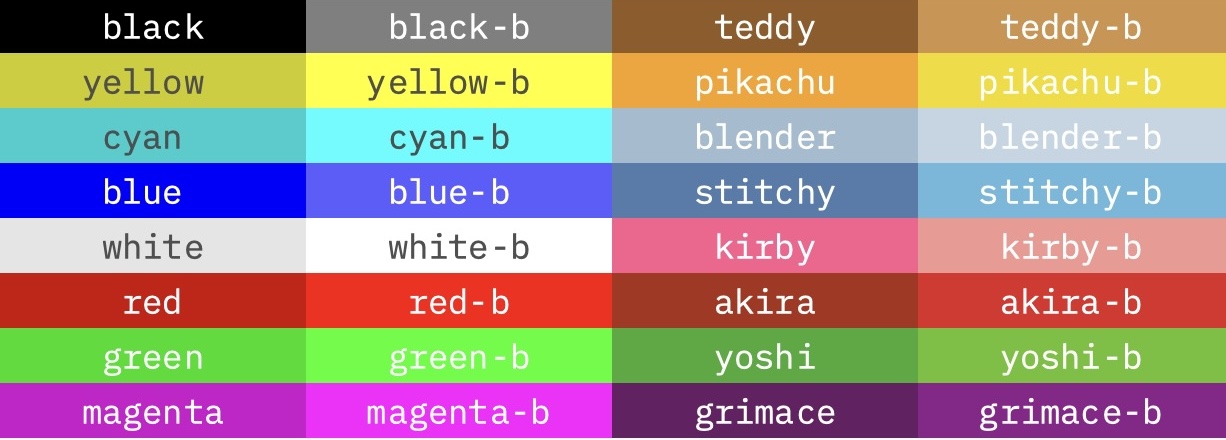 black black-b teddy teddy-b
yellow yellow-b pikachu pikachu-b
cyan cyan-b blender blender-b
blue blue-b stitchy stitchy-b
white white-b kirby kirby-b
red red-b akira akira-b
green green-b yoshi yoshi-b
magenta magenta-b grimace grimace-b